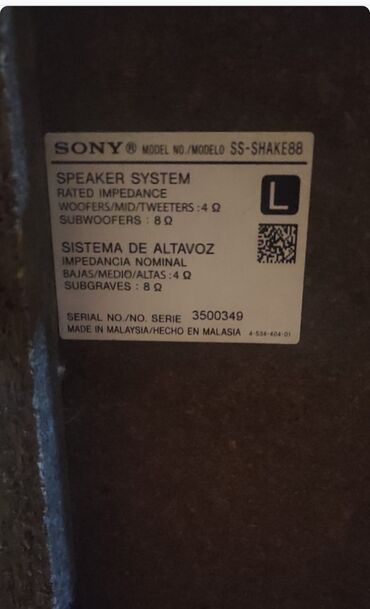 SONY® MODEL NO./MODELO SS-SHAKE88
SPEAKER SYSTEM
RATED IMPEDANCE
WOOFERS/MID/TWEETERS : 4 Ω
SUBWOOFERS : 8 Ω
L
SISTEMA DE ALTAVOZ
IMPEDANCIA NOMINAL
BAJAS/MEDIO/ALTAS : 4 Ω
SUBGRAVES : 8 Ω
SERIAL NO./NO. SERIE 3500349
MADE IN MALAYSIA/HECHO EN MALASIA 4-534-404-01